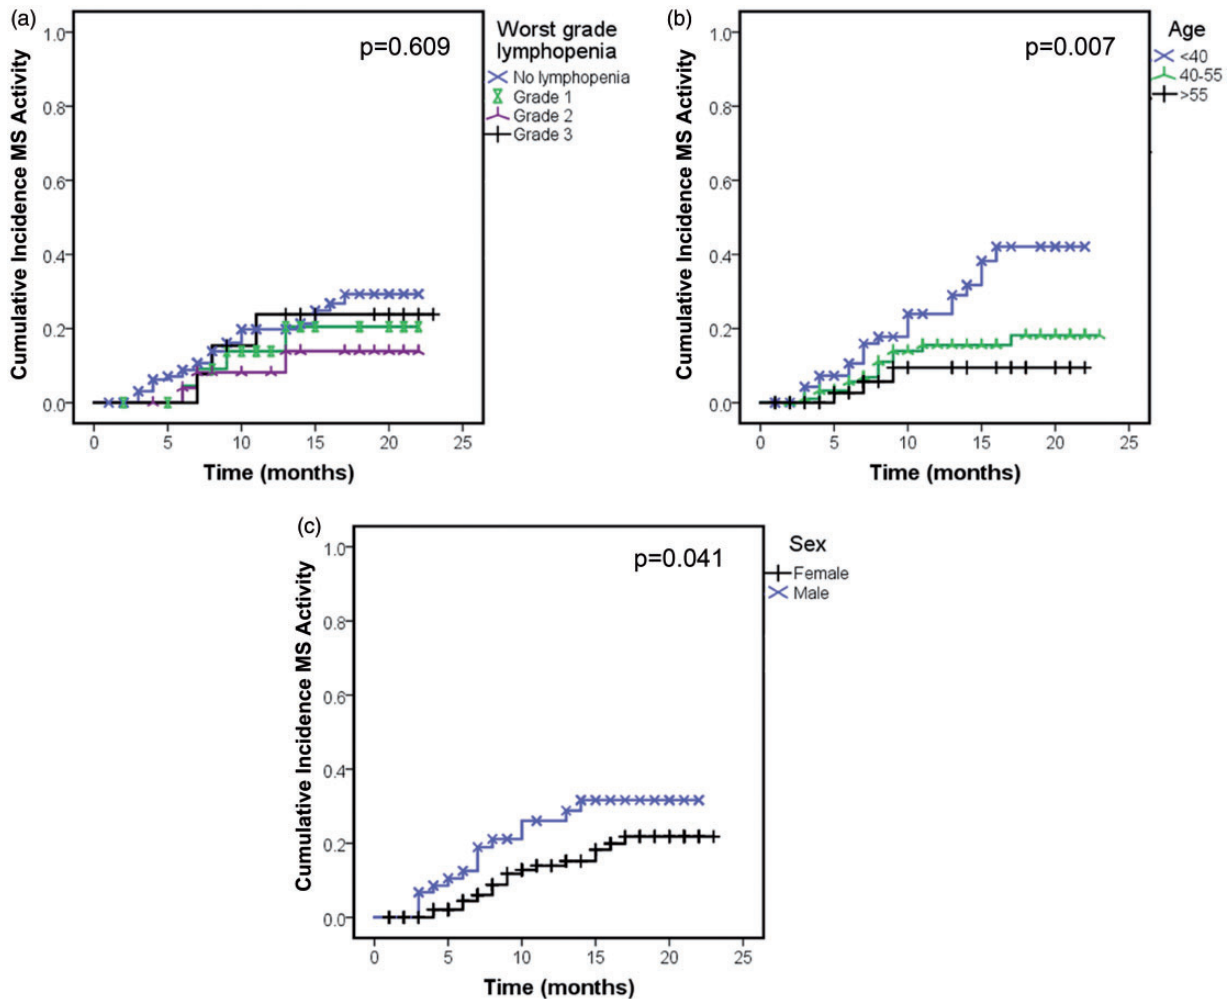 (a)
p=0.609
Worst grade
lymphopenia
No lymphopenia
Grade 1
Grade 2
Grade 3
Cumulative Incidence MS Activity
1.0
0.8
0.6
0.4
0.2
0.0
0 5 10 15 20 25
Time (months)
(b)
p=0.007
Age
<40
40-55
>55
Cumulative Incidence MS Activity
1.0
0.8
0.6
0.4
0.2
0.0
0 5 10 15 20 25
Time (months)
(c)
p=0.041
Sex
Female
Male
Cumulative Incidence MS Activity
1.0
0.8
0.6
0.4
0.2
0.0
0 5 10 15 20 25
Time (months)